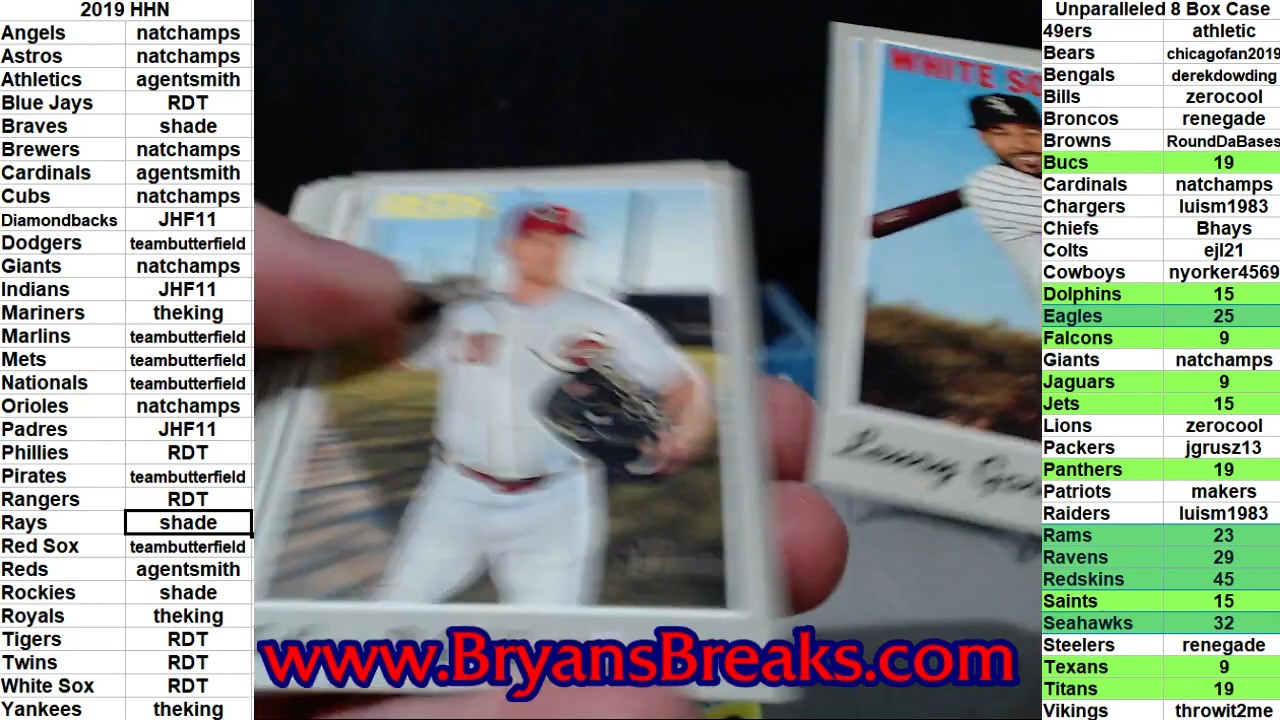 2019 HHN
Angels natchamps
Astros natchamps
Athletics agentsmith
Blue Jays RDT
Braves shade
Brewers natchamps
Cardinals agentsmith
Cubs natchamps
Diamondbacks JHF11
Dodgers teambutterfield
Giants natchamps
Indians JHF11
Mariners theking
Marlins teambutterfield
Mets teambutterfield
Nationals teambutterfield
Orioles natchamps
Padres JHF11
Phillies RDT
Pirates teambutterfield
Rangers RDT
Rays shade
Red Sox teambutterfield
Reds agentsmith
Rockies shade
Royals theking
Tigers RDT
Twins RDT
White Sox RDT
Yankees theking
WHITE SO
www.BryansBreaks.com
Unparalleled 8 Box Case
49ers athletic
Bears chicagofan2019
Bengals derekdowding
Bills zerocool
Broncos renegade
Browns RoundDaBases
Bucs 19
Cardinals natchamps
Chargers luism1983
Chiefs Bhays
Colts ejl21
Cowboys nyorker4569
Dolphins 15
Eagles 25
Falcons 9
Giants natchamps
Jaguars 9
Jets 15
Lions zerocool
Packers jgrusz13
Panthers 19
Patriots makers
Raiders luism1983
Rams 23
Ravens 29
Redskins 45
Saints 15
Seahawks 32
Steelers renegade
Texans 9
Titans 19
Vikings throwit2me